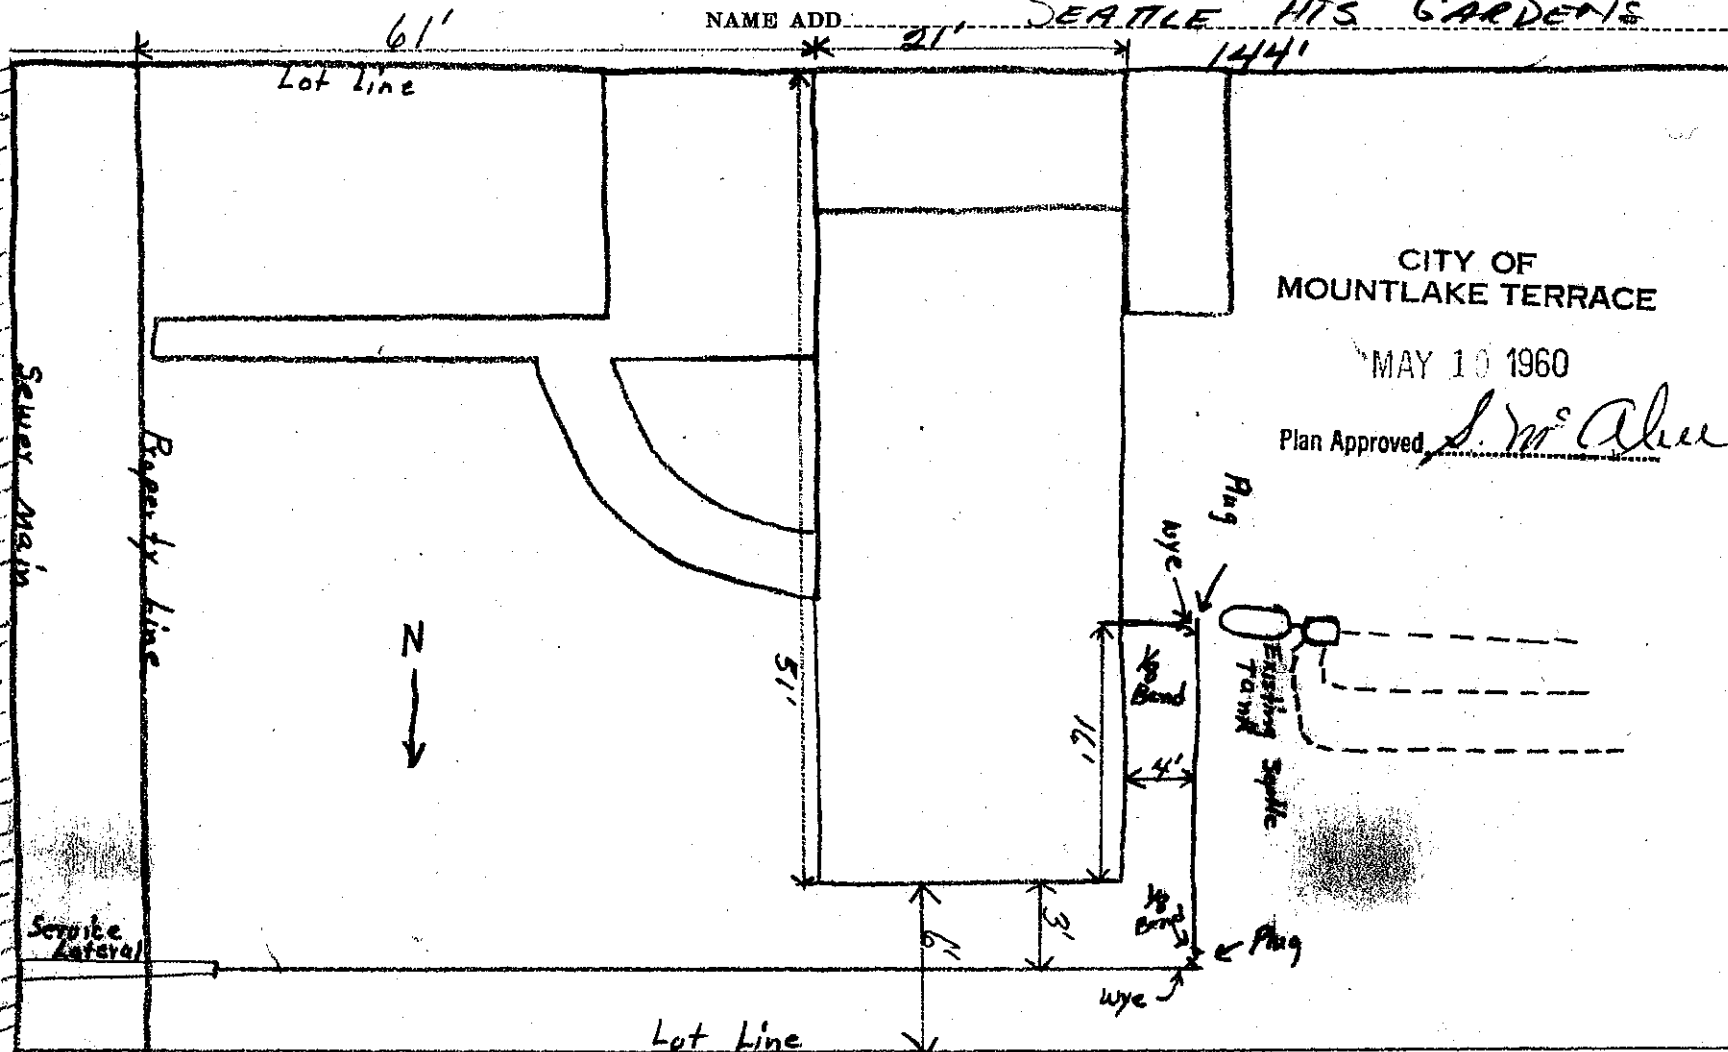 NAME ADD SEATTLE HTS GARDENS
61'
21'
144'
Lot Line
CITY OF
MOUNTLAKE TERRACE
MAY 10 1960
Plan Approved
Sewer Main
Property Line
N
51'
Plug
Wye
1/8
Bend
Existing Septic
Tank
16'
4'
1/8
Bend
Plug
Wye
3'
6'
Service
Lateral
Lot Line